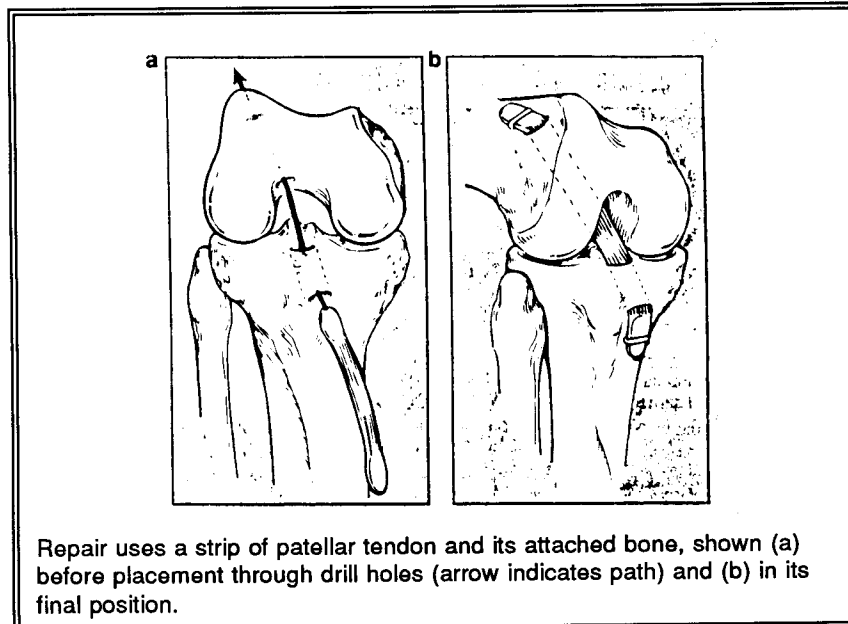 a
b
Repair uses a strip of patellar tendon and its attached bone, shown (a)
before placement through drill holes (arrow indicates path) and (b) in its
final position.